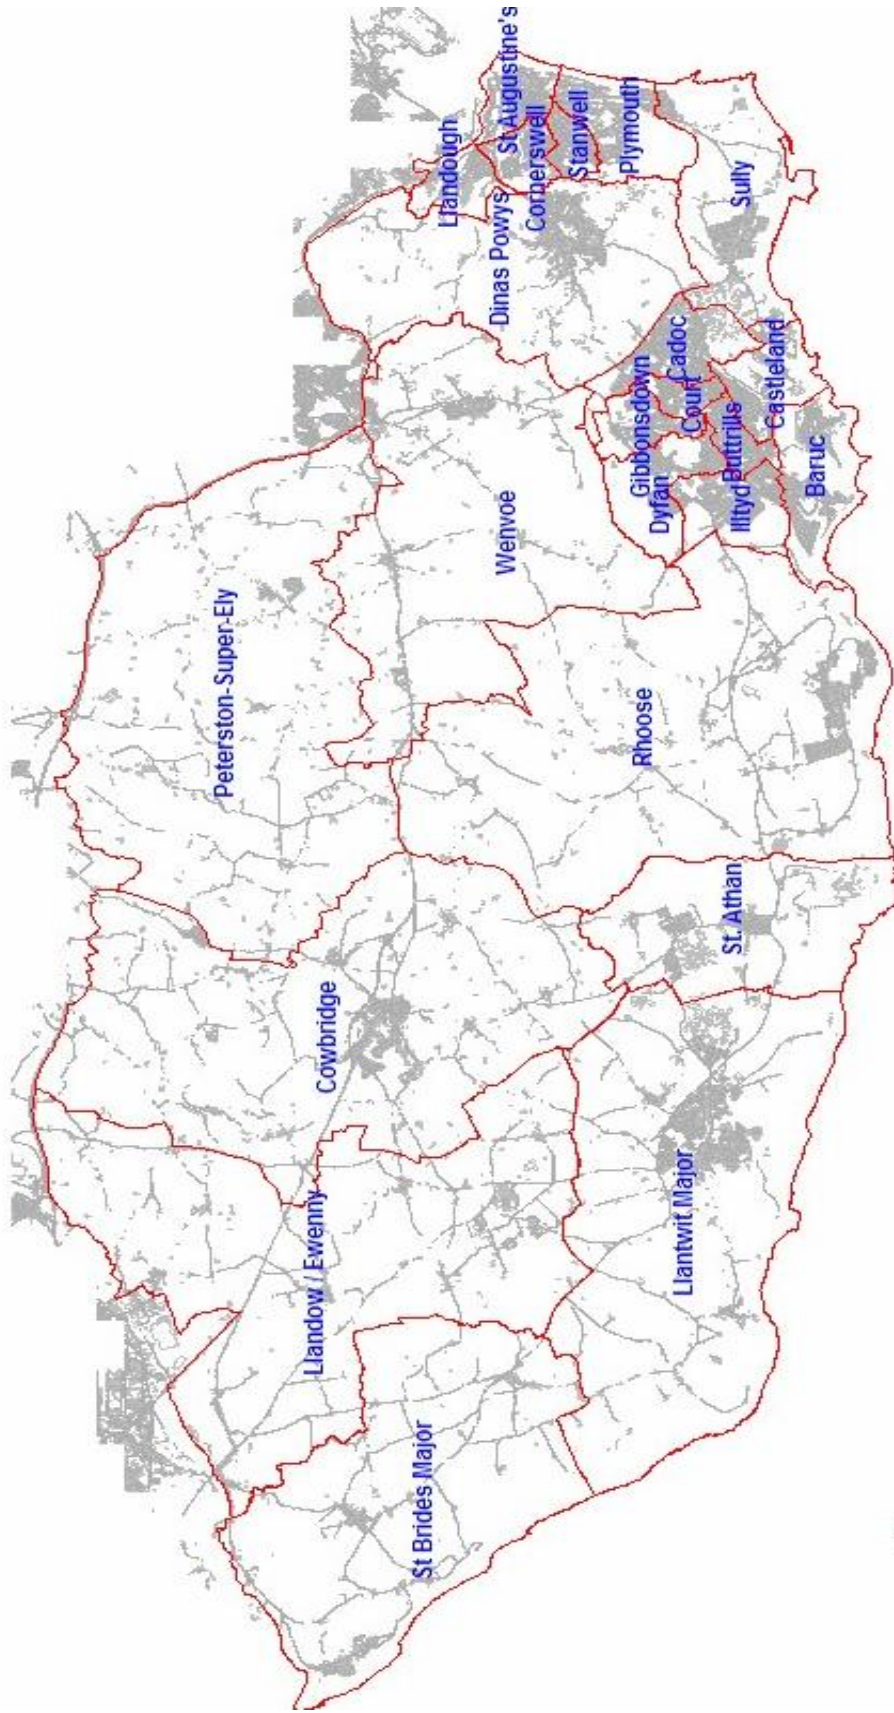 St Brides Major
Llandow / Ewenny
Llantwit Major
Cowbridge
St. Athan
Peterston-Super-Ely
Rhoose
Wenvoe
Dyfan
Gibbonsdown
Illtyd
Buttrills
Court
Cadoc
Baruc
Castleland
Dinas Powys
Llandough
St Augustine's
Cornerswell
Stanwell
Plymouth
Sully